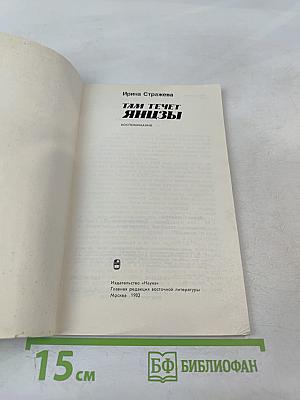 Ирина Стражева
ТАМ ТЕЧЕТ
ЯНЦЗЫ
ВОСПОМИНАНИЯ
Издательство «Наука»
Главная редакция восточной литературы
Москва 1982
15 см
БФ БИБЛИОФАН